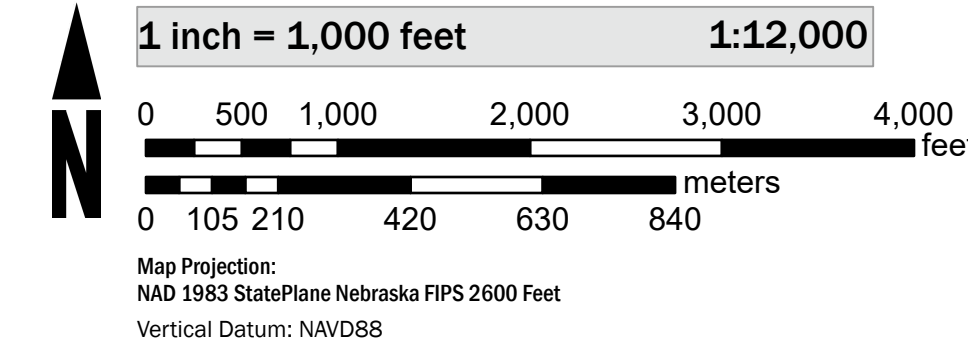 1 inch = 1,000 feet 1:12,000
0 500 1,000 2,000 3,000 4,000
feet
meters
0 105 210 420 630 840
N
Map Projection:
NAD 1983 StatePlane Nebraska FIPS 2600 Feet
Vertical Datum: NAVD88